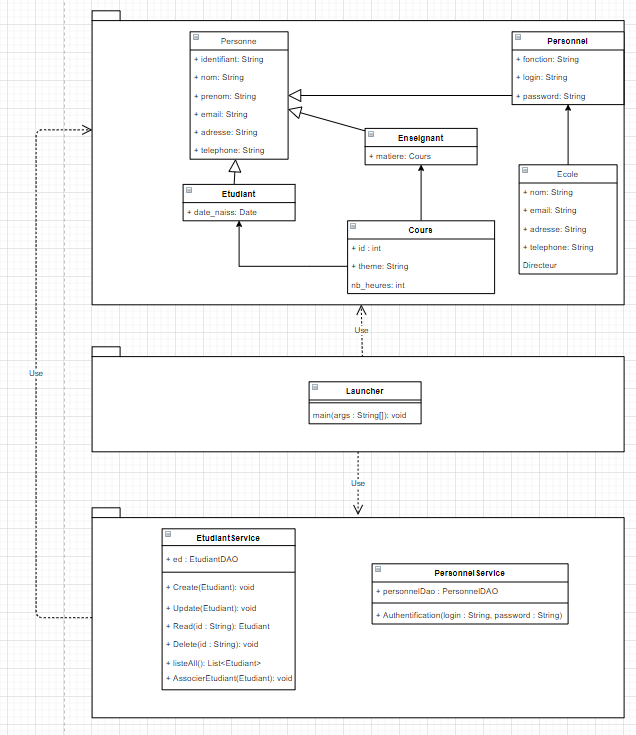 Personne
+ identifiant: String
+ nom: String
+ prenom: String
+ email: String
+ adresse: String
+ telephone: String
Personnel
+ fonction: String
+ login: String
+ password: String
Enseignant
+ matiere: Cours
Etudiant
+ date_naiss: Date
Cours
+ id : int
+ theme: String
nb_heures: int
Ecole
+ nom: String
+ email: String
+ adresse: String
+ telephone: String
Directeur
Use
Use
Launcher
main(args : String[]): void
Use
EtudiantService
+ ed : EtudiantDAO
+ Create(Etudiant): void
+ Update(Etudiant): void
+ Read(id : String): Etudiant
+ Delete(id : String): void
+ listeAll(): List<Etudiant>
+ AssocierEtudiant(Etudiant): void
PersonnelService
+ personnelDao : PersonnelDAO
+ Authentification(login : String, password : String)